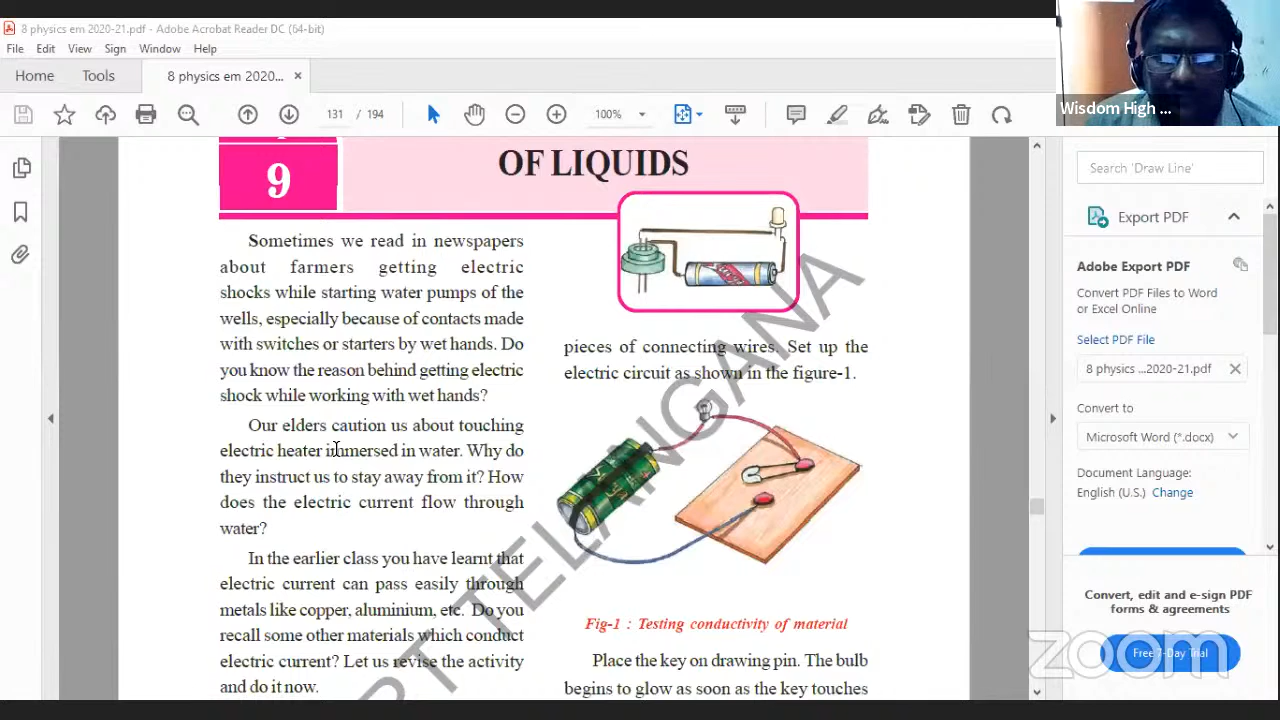 8 physics em 2020-21.pdf - Adobe Acrobat Reader DC (64-bit)
File Edit View Sign Window Help
Home Tools 8 physics em 2020... ×
131 / 194 100%
Wisdom High ...
9
OF LIQUIDS
Sometimes we read in newspapers
about farmers getting electric
shocks while starting water pumps of the
wells, especially because of contacts made
with switches or starters by wet hands. Do
you know the reason behind getting electric
shock while working with wet hands?
Our elders caution us about touching
electric heater immersed in water. Why do
they instruct us to stay away from it? How
does the electric current flow through
water?
In the earlier class you have learnt that
electric current can pass easily through
metals like copper, aluminium, etc. Do you
recall some other materials which conduct
electric current? Let us revise the activity
and do it now.
pieces of connecting wires. Set up the
electric circuit as shown in the figure-1.
Fig-1 : Testing conductivity of material
Place the key on drawing pin. The bulb
begins to glow as soon as the key touches
RT TELANGANA
Search 'Draw Line'
Export PDF
Adobe Export PDF
Convert PDF Files to Word
or Excel Online
Select PDF File
8 physics ...2020-21.pdf
Convert to
Microsoft Word (*.docx)
Document Language:
English (U.S.) Change
Convert, edit and e-sign PDF
forms & agreements
Free 7-Day Trial
zoom